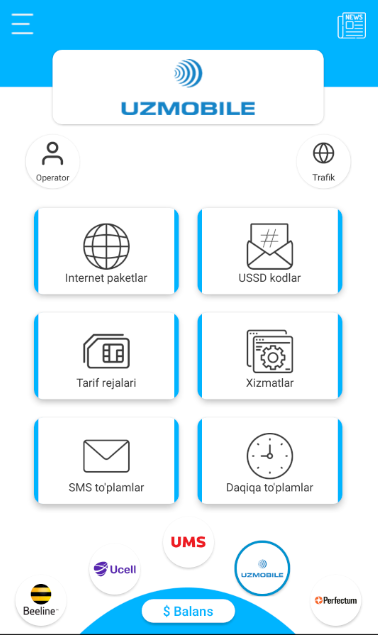 NEWS
UZMOBILE
Operator
Trafik
Internet paketlar
#
USSD kodlar
Tarif rejalari
Xizmatlar
SMS to'plamlar
Daqiqa to'plamlar
UMS
Ucell
UZMOBILE
Beeline™
Perfectum
$ Balans